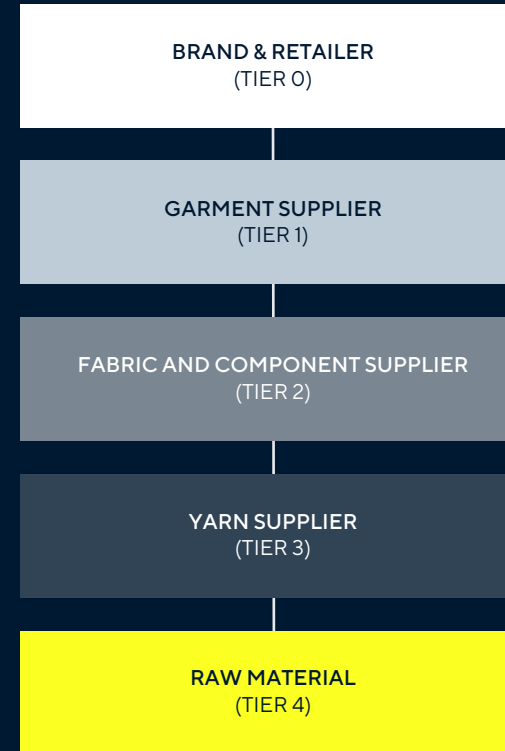 BRAND & RETAILER
(TIER 0)
GARMENT SUPPLIER
(TIER 1)
FABRIC AND COMPONENT SUPPLIER
(TIER 2)
YARN SUPPLIER
(TIER 3)
RAW MATERIAL
(TIER 4)